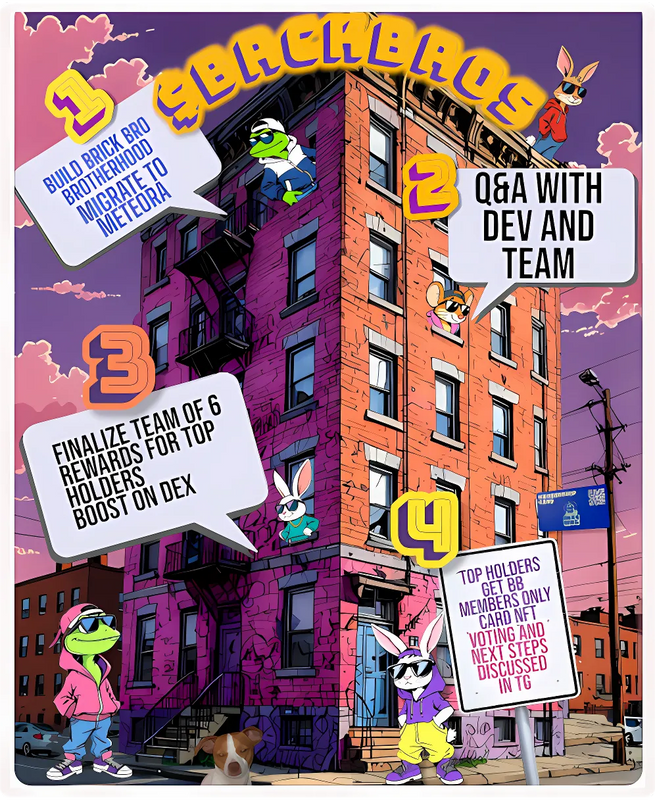 $BACKBROS
1
BUILD BRICK BRO
BROTHERHOOD
MIGRATE TO
METEORA
2
Q&A WITH
DEV AND
TEAM
3
FINALIZE TEAM OF 6
REWARDS FOR TOP
HOLDERS
BOOST ON DEX
4
TOP HOLDERS
GET BB
MEMBERS ONLY
CARD NFT
VOTING AND
NEXT STEPS
DISCUSSED
IN TG